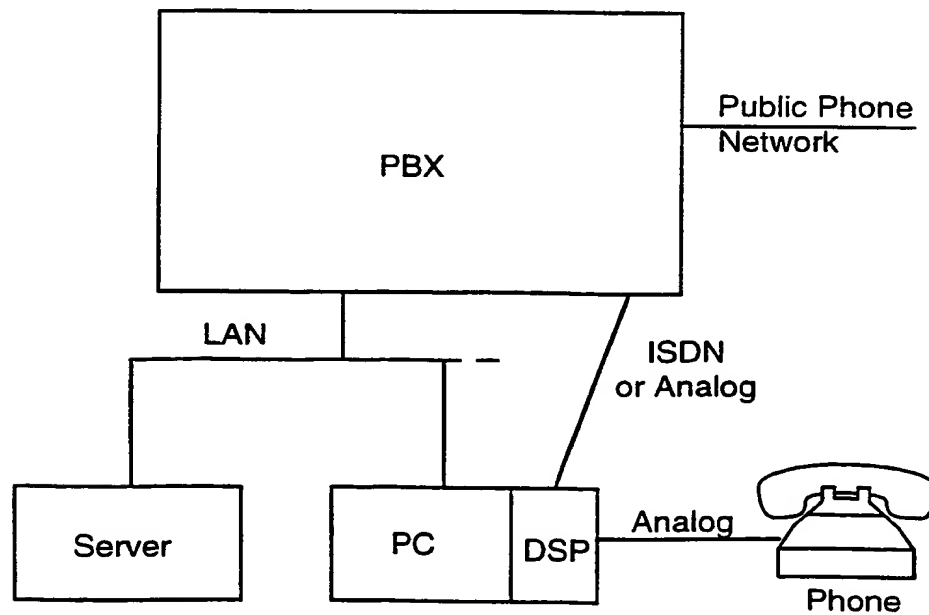 Public Phone
Network
PBX
LAN
ISDN
or Analog
Server
PC
DSP
Analog
Phone